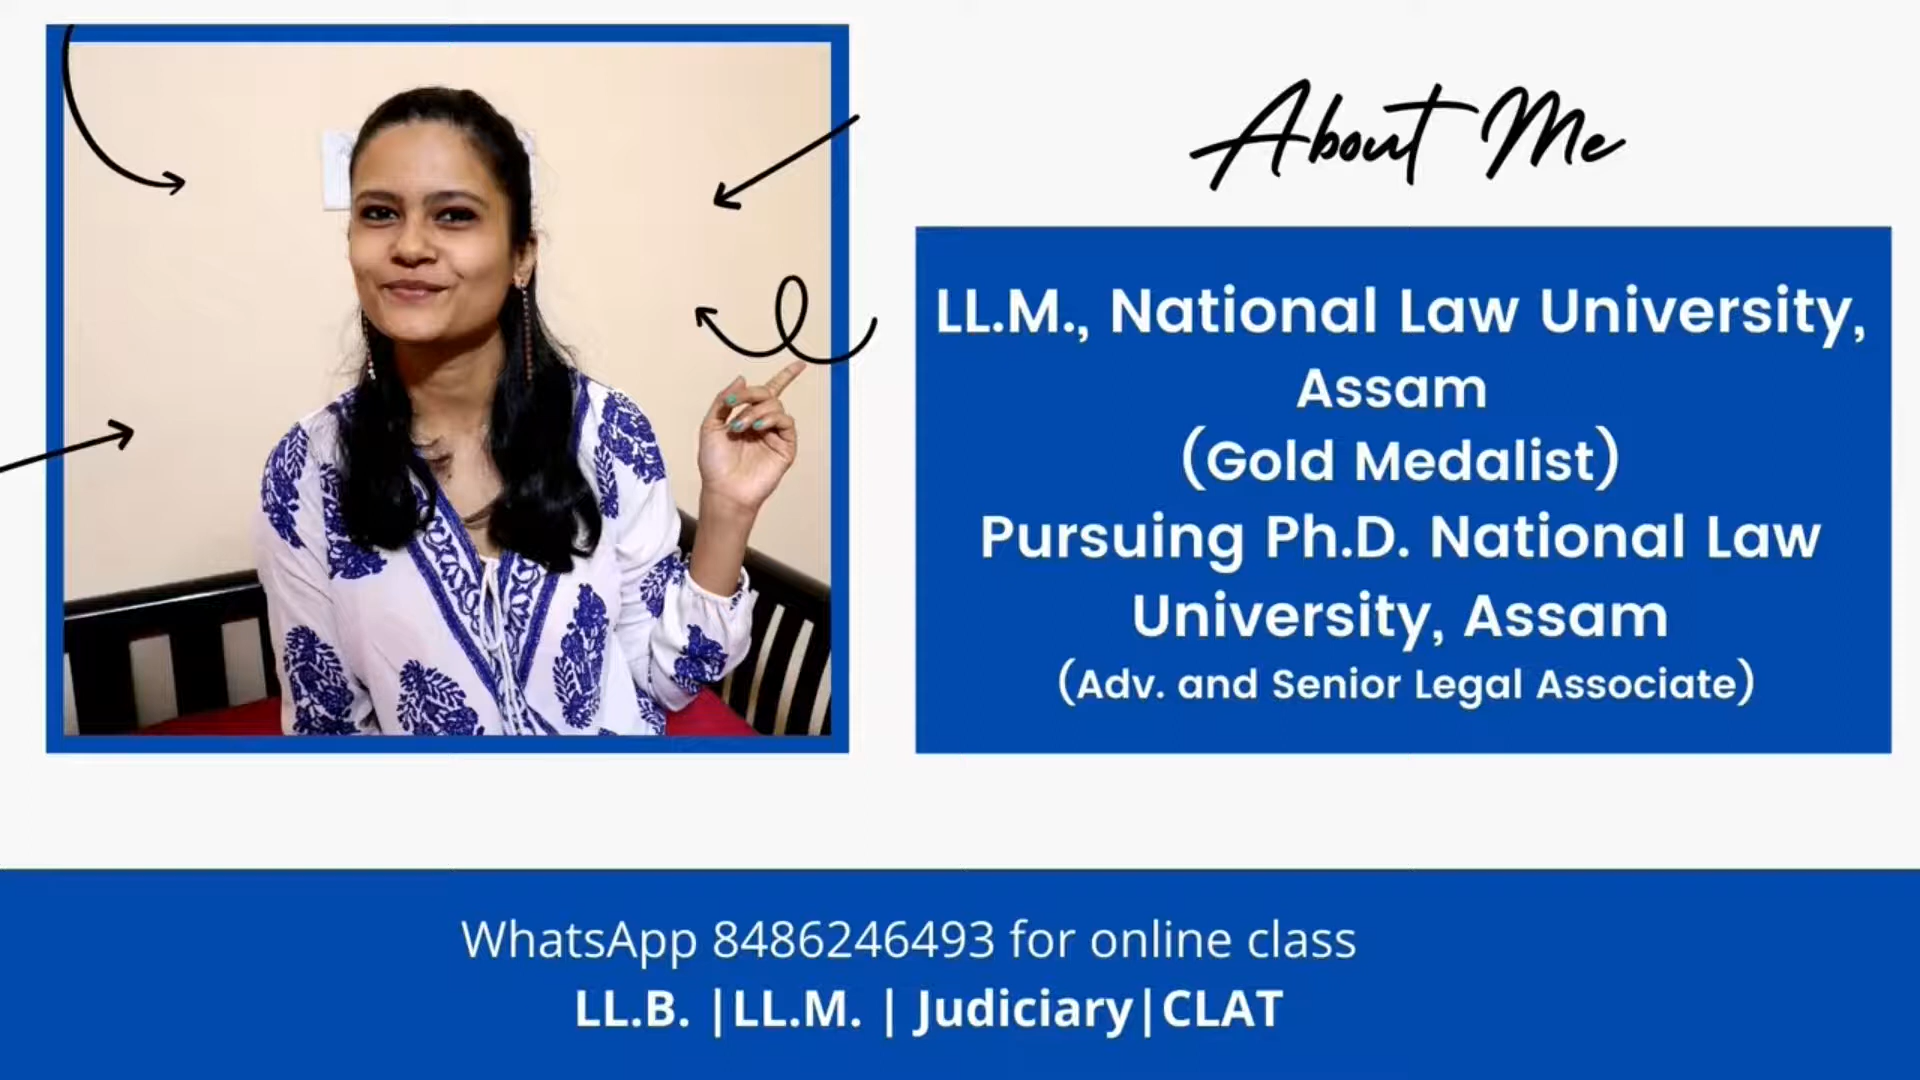 About Me
LL.M., National Law University,
Assam
(Gold Medalist)
Pursuing Ph.D. National Law
University, Assam
(Adv. and Senior Legal Associate)
WhatsApp 8486246493 for online class
LL.B. |LL.M. | Judiciary|CLAT